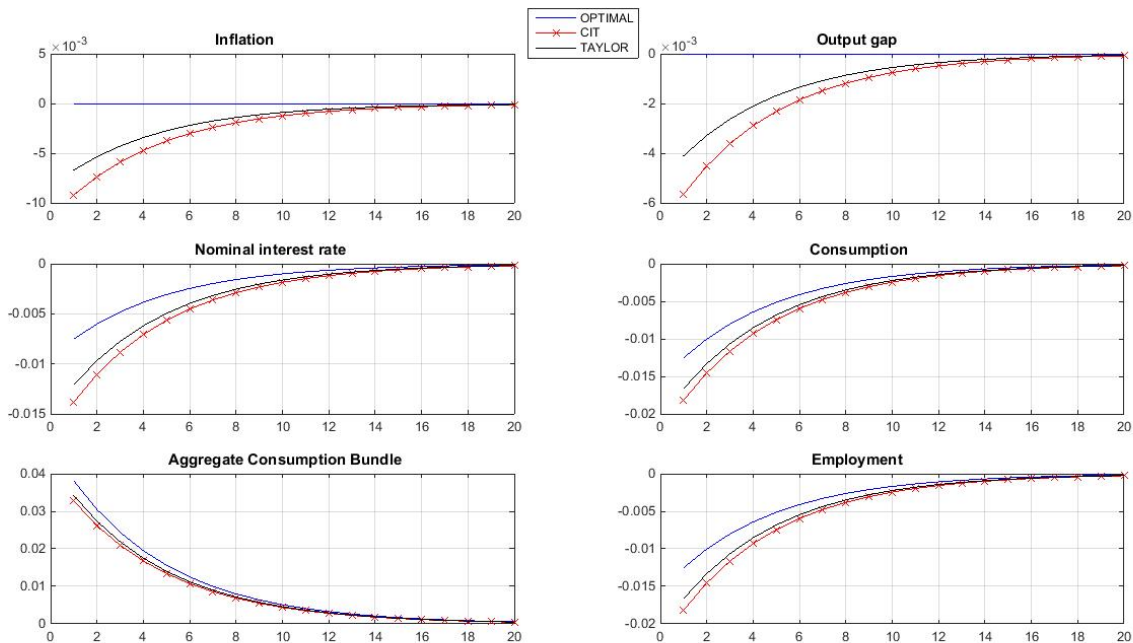 OPTIMAL
CIT
TAYLOR
Inflation
× 10-3
5
0
-5
-10
0 2 4 6 8 10 12 14 16 18 20
Output gap
× 10-3
0
-2
-4
-6
0 2 4 6 8 10 12 14 16 18 20
Nominal interest rate
0
-0.005
-0.01
-0.015
0 2 4 6 8 10 12 14 16 18 20
Consumption
0
-0.005
-0.01
-0.015
-0.02
0 2 4 6 8 10 12 14 16 18 20
Aggregate Consumption Bundle
0.04
0.03
0.02
0.01
0
0 2 4 6 8 10 12 14 16 18 20
Employment
0
-0.005
-0.01
-0.015
-0.02
0 2 4 6 8 10 12 14 16 18 20